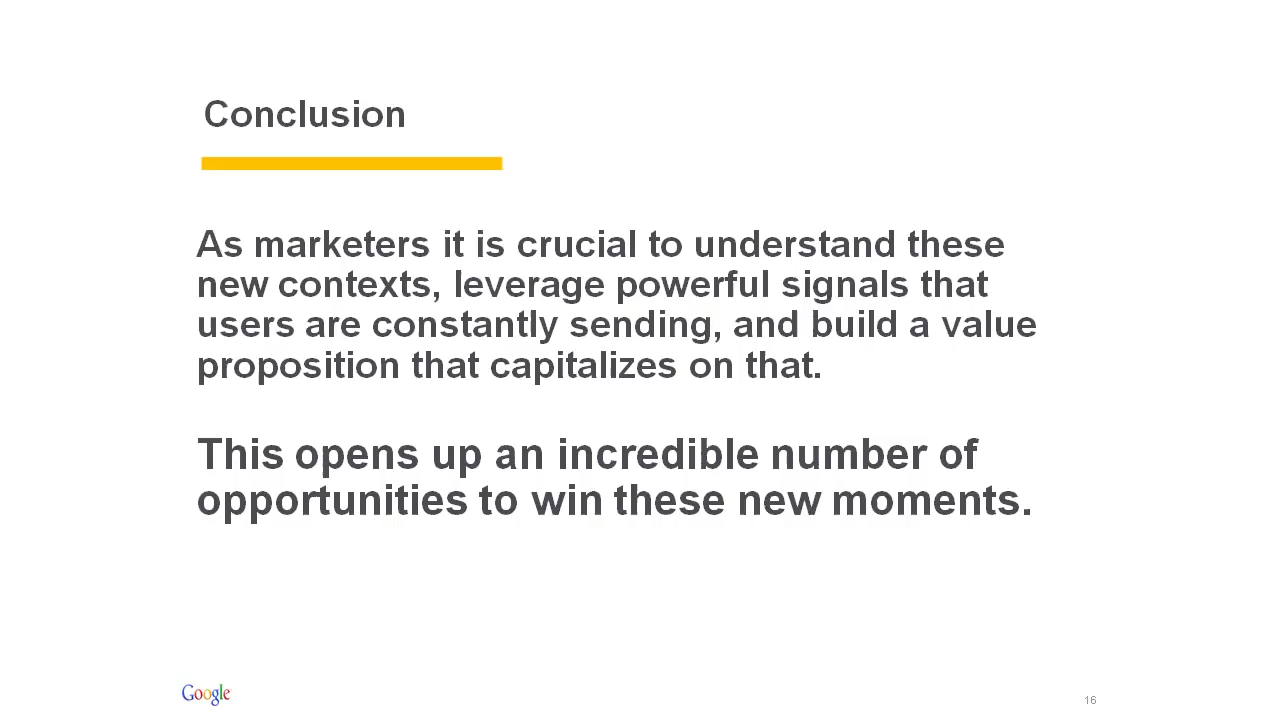 Conclusion
As marketers it is crucial to understand these
new contexts, leverage powerful signals that
users are constantly sending, and build a value
proposition that capitalizes on that.
This opens up an incredible number of
opportunities to win these new moments.
Google
16